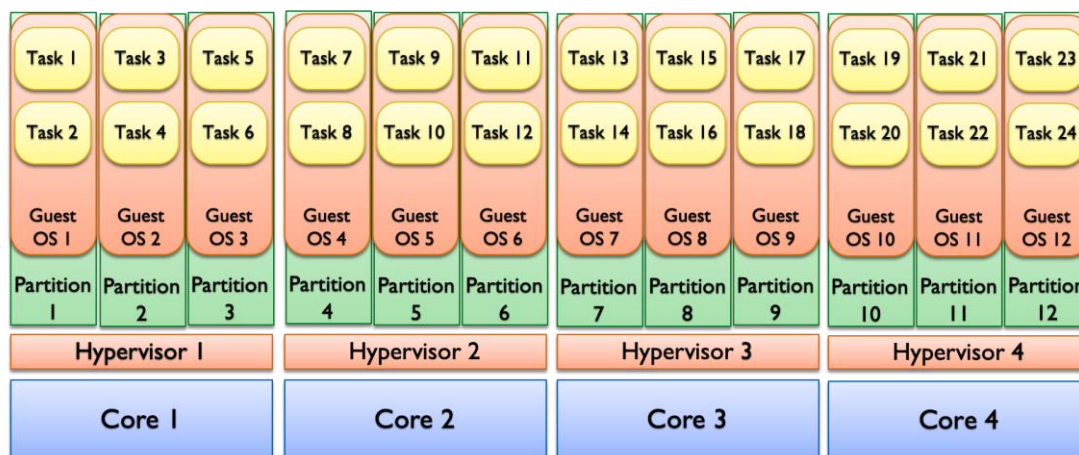 Task 1 Task 3 Task 5 Task 7 Task 9 Task 11 Task 13 Task 15 Task 17 Task 19 Task 21 Task 23
Task 2 Task 4 Task 6 Task 8 Task 10 Task 12 Task 14 Task 16 Task 18 Task 20 Task 22 Task 24
Guest Guest Guest Guest Guest Guest Guest Guest Guest Guest Guest Guest
OS 1 OS 2 OS 3 OS 4 OS 5 OS 6 OS 7 OS 8 OS 9 OS 10 OS 11 OS 12
Partition Partition Partition Partition Partition Partition Partition Partition Partition Partition Partition Partition
1 2 3 4 5 6 7 8 9 10 11 12
Hypervisor 1 Hypervisor 2 Hypervisor 3 Hypervisor 4
Core 1 Core 2 Core 3 Core 4